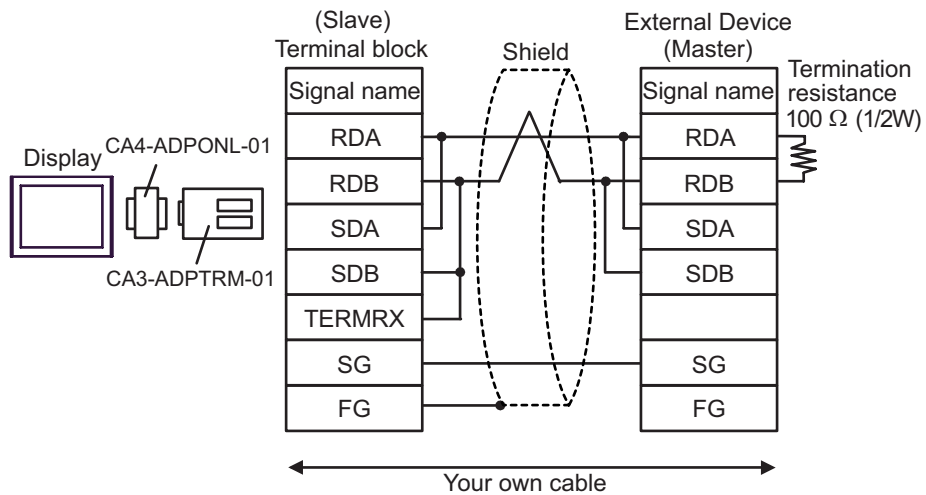 (Slave)
Terminal block
Shield
External Device
(Master)
Termination
resistance
100 Ω (1/2W)
Display
CA4-ADPONL-01
CA3-ADPTRM-01
Signal name
RDA
RDB
SDA
SDB
TERMRX
SG
FG
Signal name
RDA
RDB
SDA
SDB
SG
FG
Your own cable